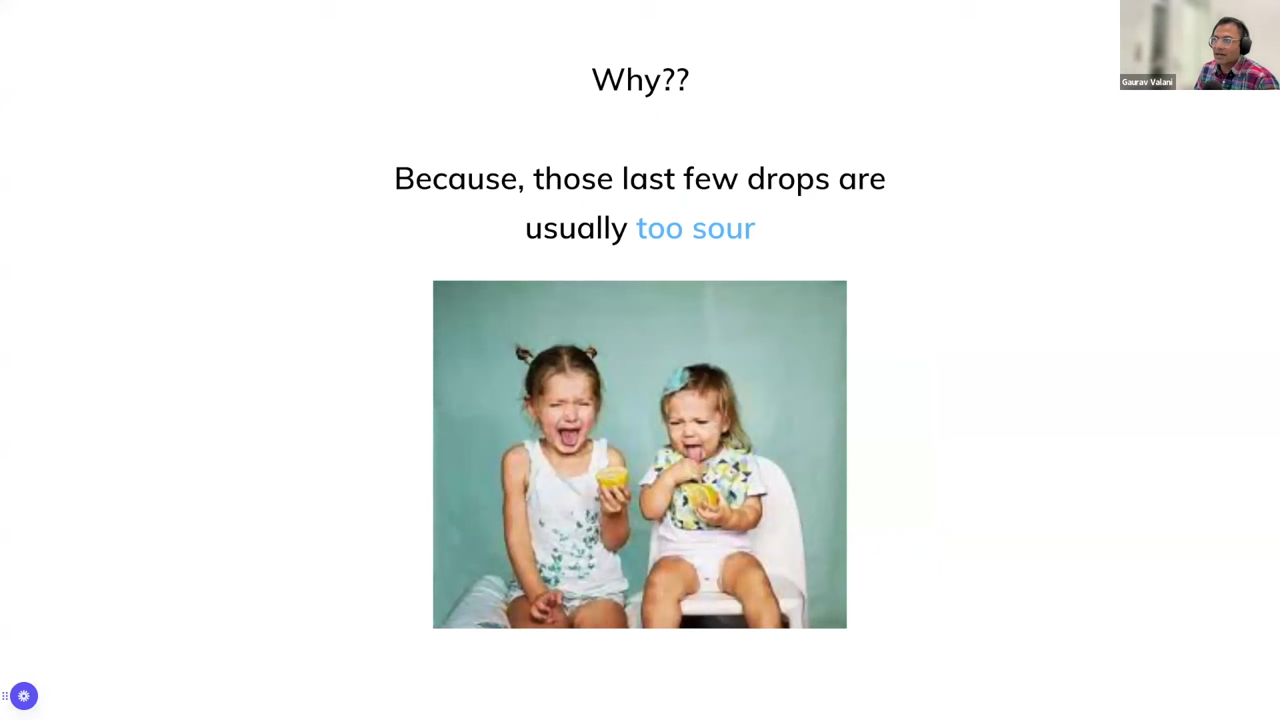 Why??
Because, those last few drops are
usually too sour
Gaurav Valani